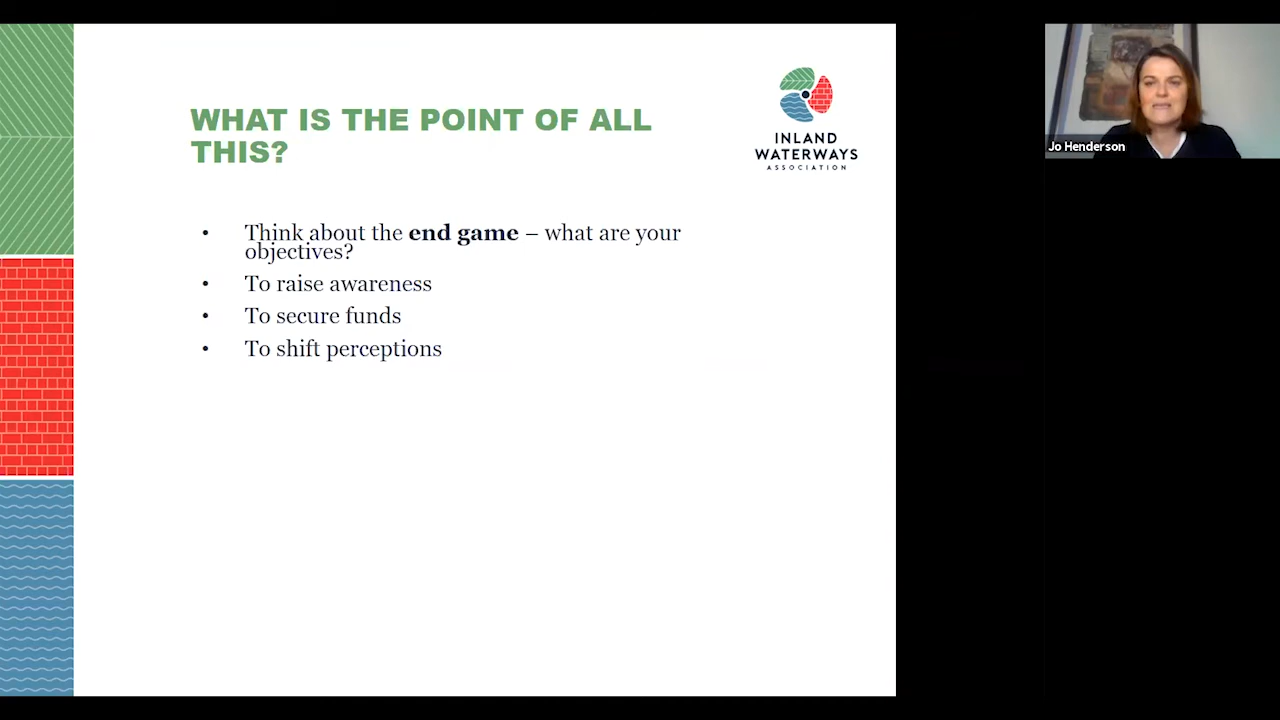 WHAT IS THE POINT OF ALL
THIS?
INLAND
WATERWAYS
ASSOCIATION
• Think about the end game – what are your
objectives?
• To raise awareness
• To secure funds
• To shift perceptions
Jo Henderson